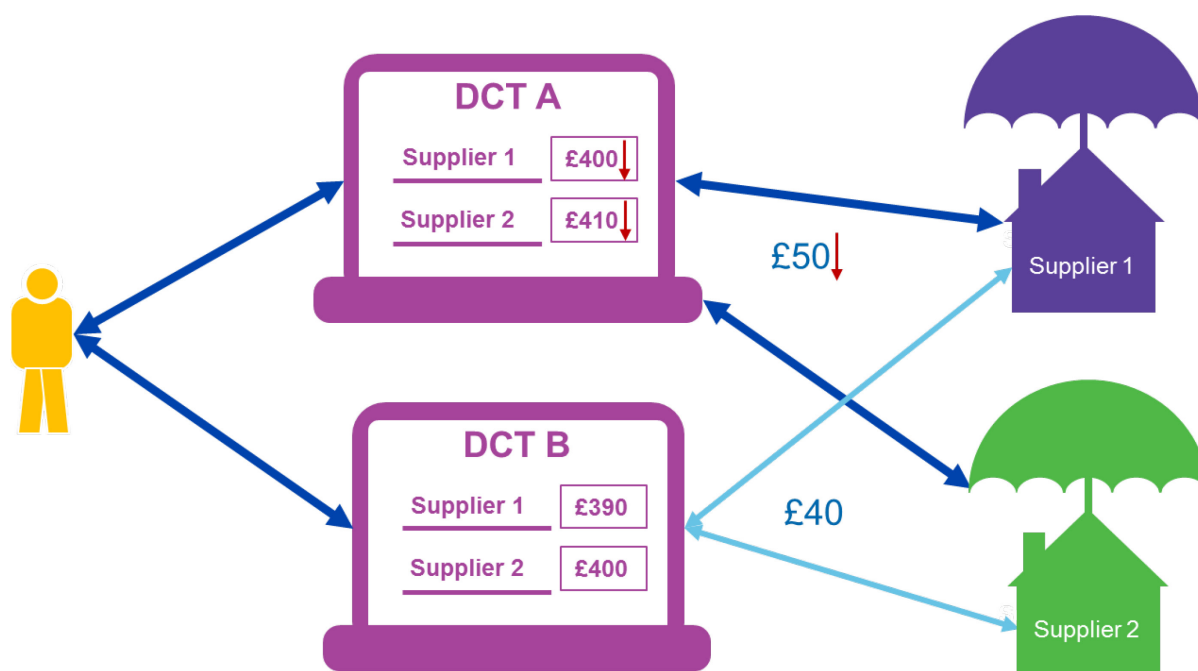 DCT A
Supplier 1 £400
Supplier 2 £410
£50
Supplier 1
DCT B
Supplier 1 £390
Supplier 2 £400
£40
Supplier 2